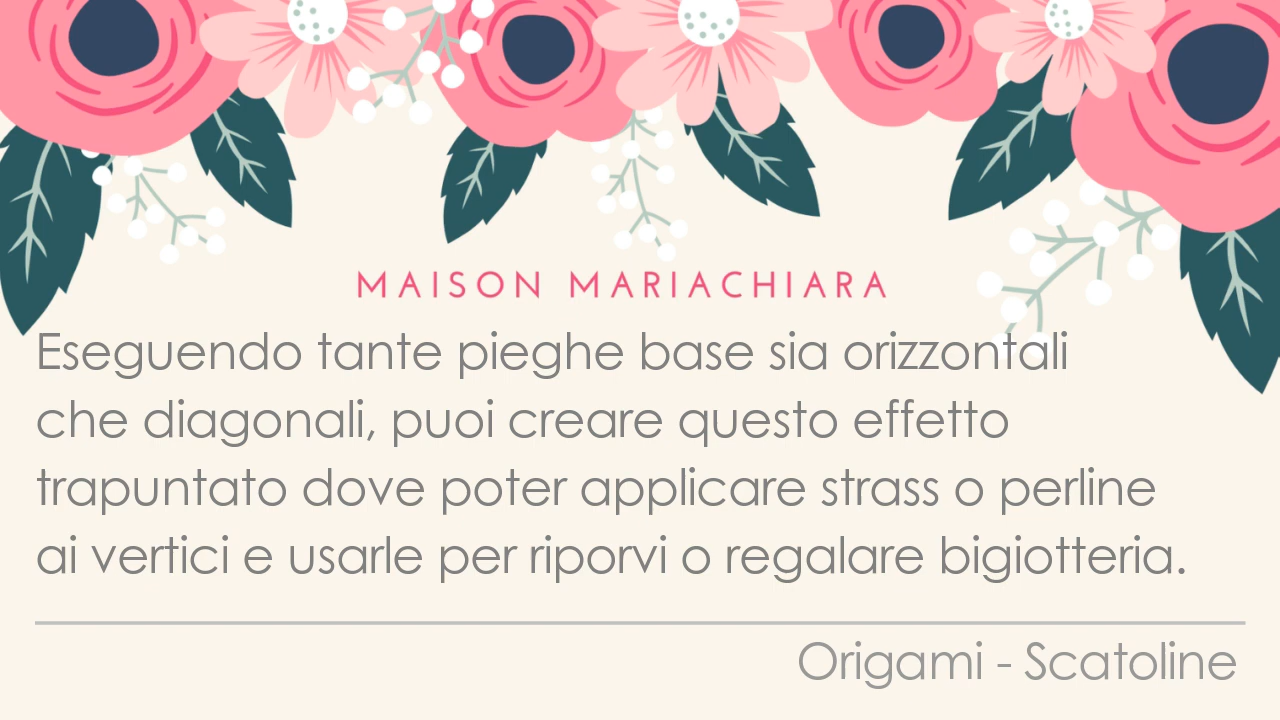 MAISON MARIACHIARA
Eseguendo tante pieghe base sia orizzontali
che diagonali, puoi creare questo effetto
trapuntato dove poter applicare strass o perline
ai vertici e usarle per riporvi o regalare bigiotteria.
Origami - Scatoline